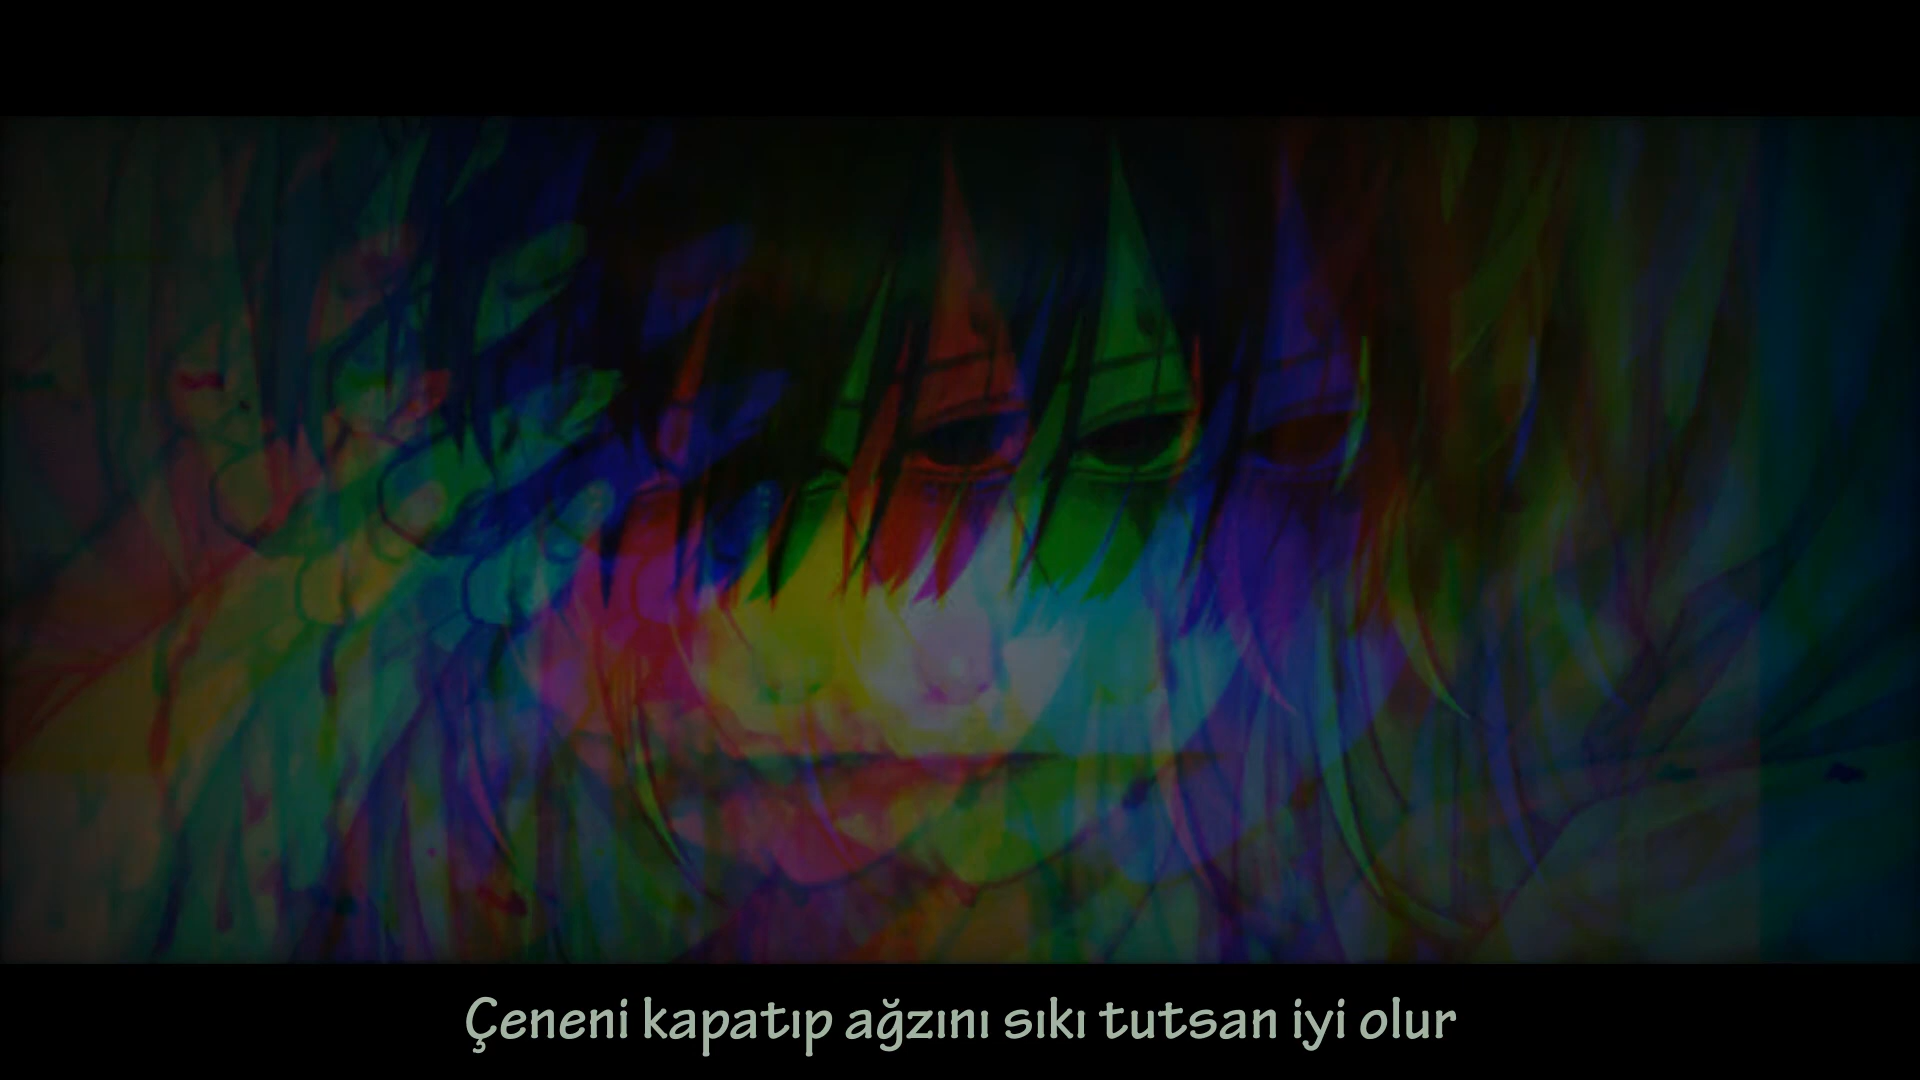 Çeneni kapatıp ağzını sıkı tutsan iyi olur